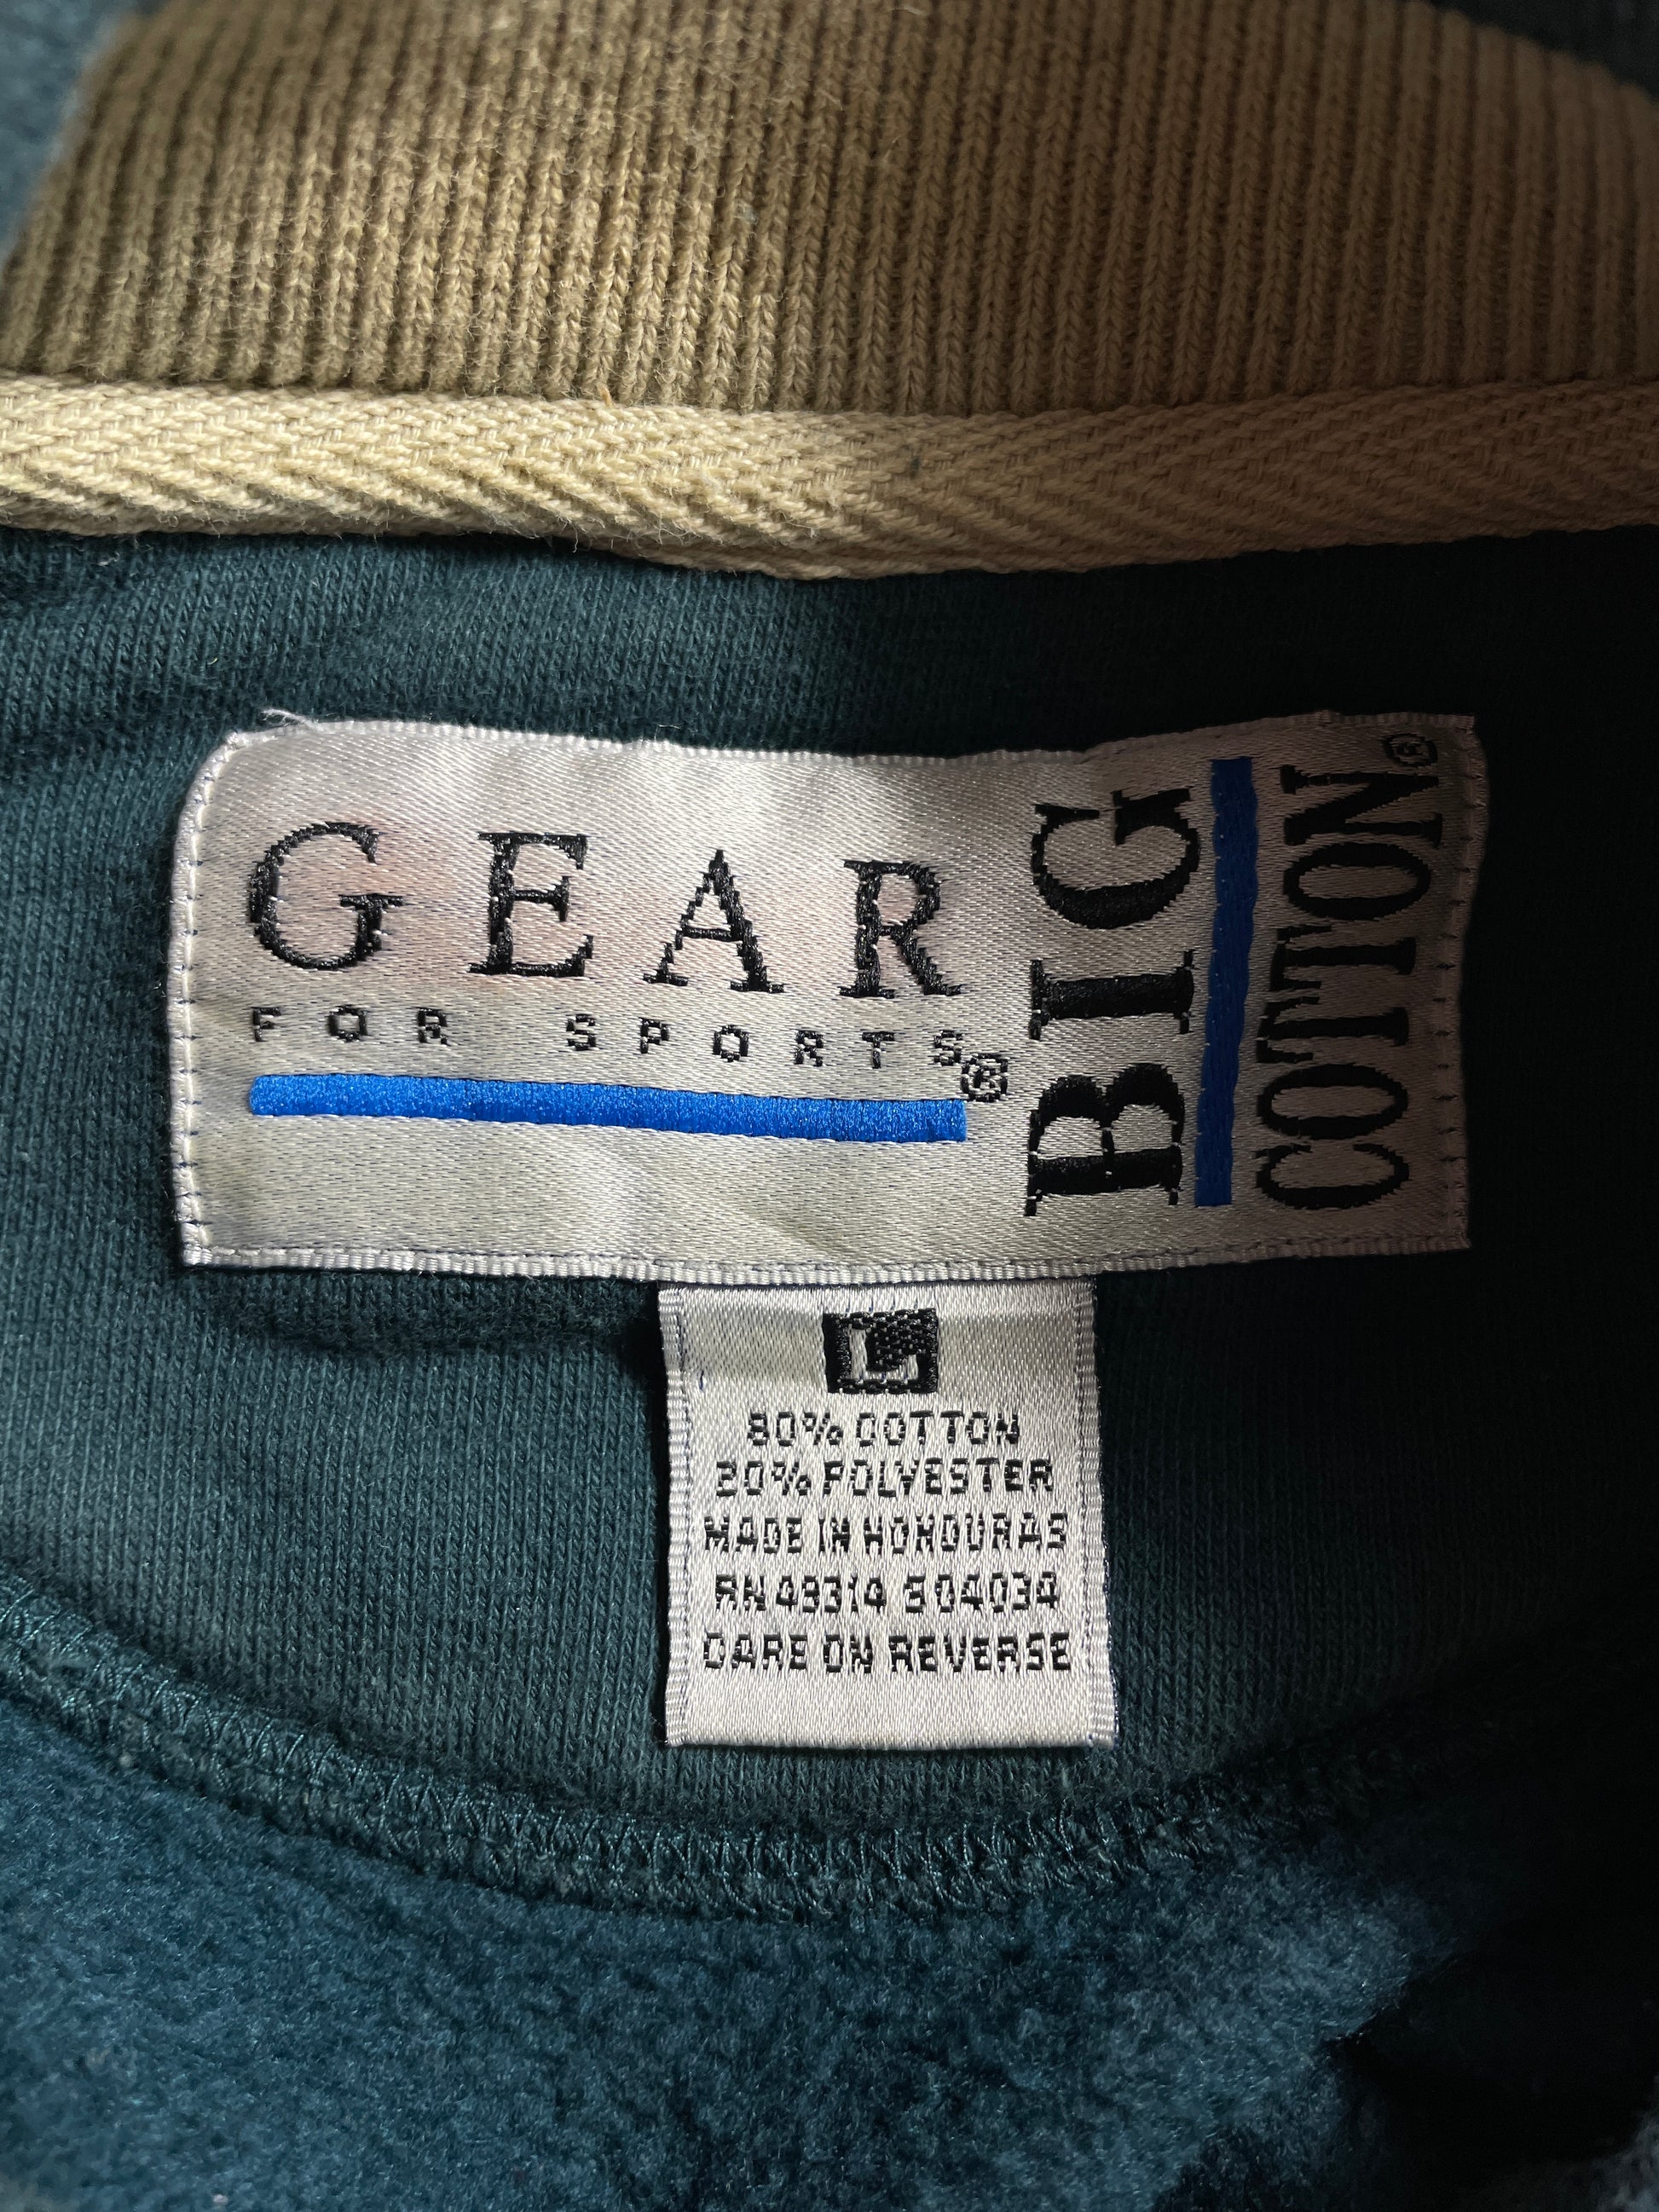 GEAR
FOR SPORTS®
BIG
COTTON®
L
80% COTTON
20% POLYESTER
MADE IN HONDURAS
RN 48314 S04034
CARE ON REVERSE